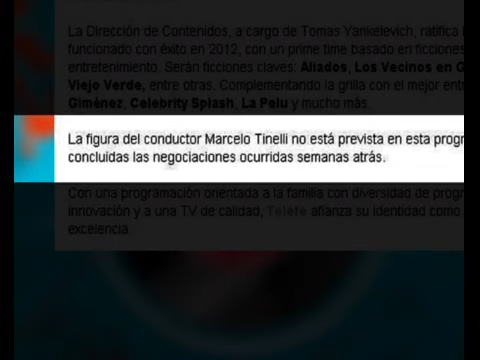 La Dirección de Contenidos, a cargo de Tomas Yankelevich, ratifica l
funcionado con éxito en 2012, con un prime time basado en ficciones
entretenimiento. Serán ficciones claves: Aliados, Los Vecinos en G
Viejo Verde, entre otras. Complementando la grilla con el mejor entre
Giménez, Celebrity Splash, La Pelu y mucho más.
La figura del conductor Marcelo Tinelli no está prevista en esta progr
concluidas las negociaciones ocurridas semanas atrás.
Con una programación orientada a la familia con diversidad de progr
innovación y a una TV de calidad, Telefe afianza su identidad como
excelencia.